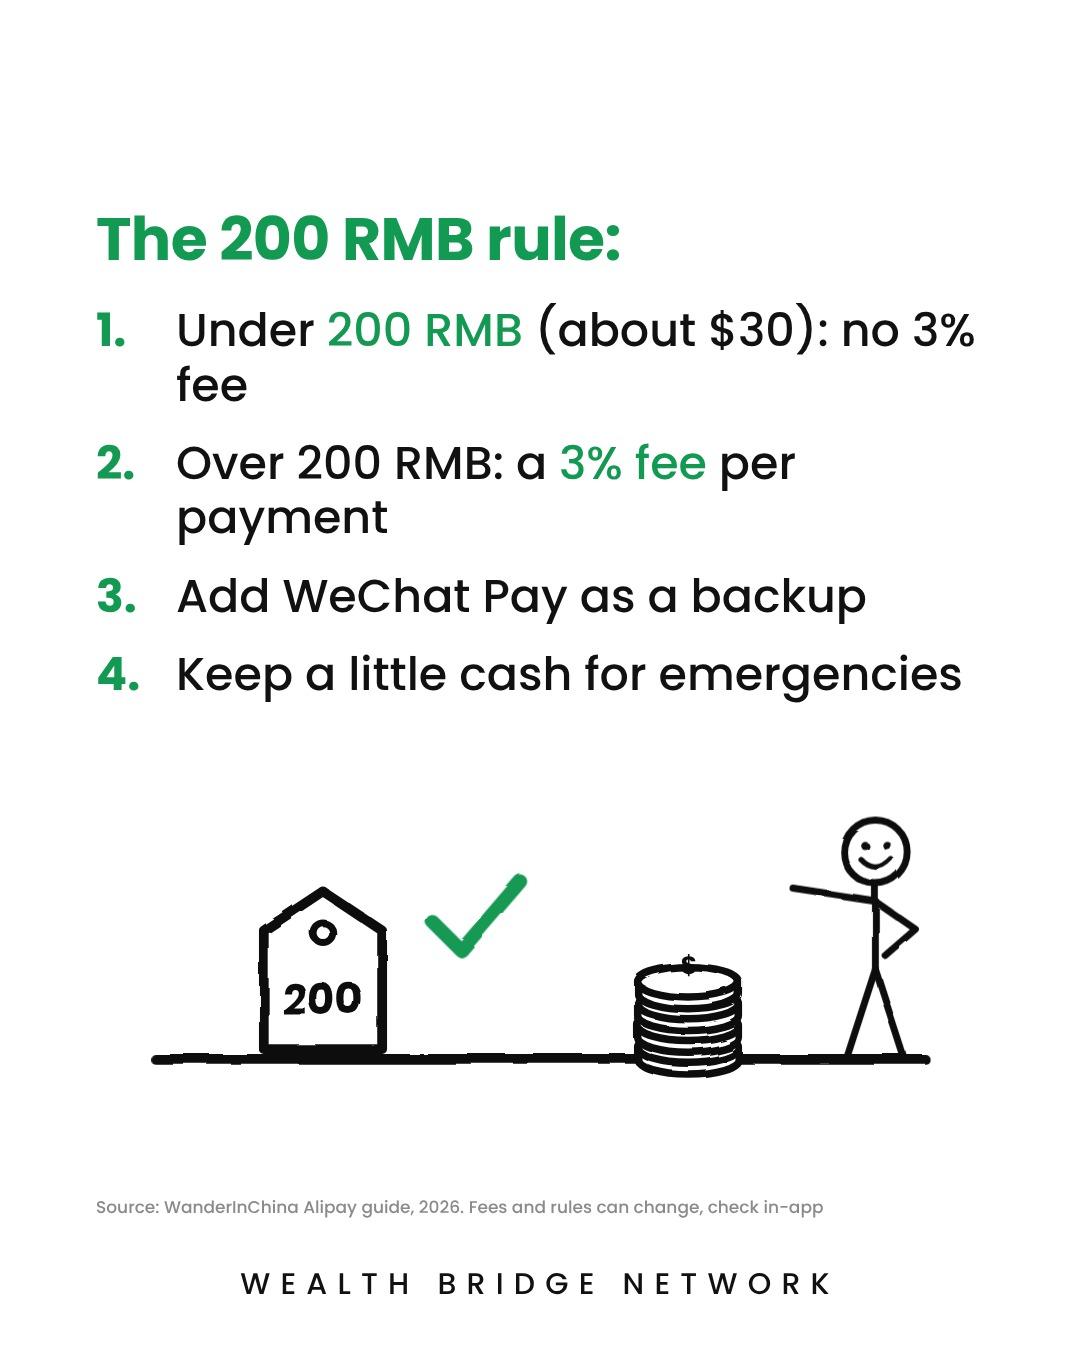 The 200 RMB rule:
1. Under 200 RMB (about $30): no 3%
fee
2. Over 200 RMB: a 3% fee per
payment
3. Add WeChat Pay as a backup
4. Keep a little cash for emergencies
200
$
Source: WanderInChina Alipay guide, 2026. Fees and rules can change, check in-app
WEALTH BRIDGE NETWORK